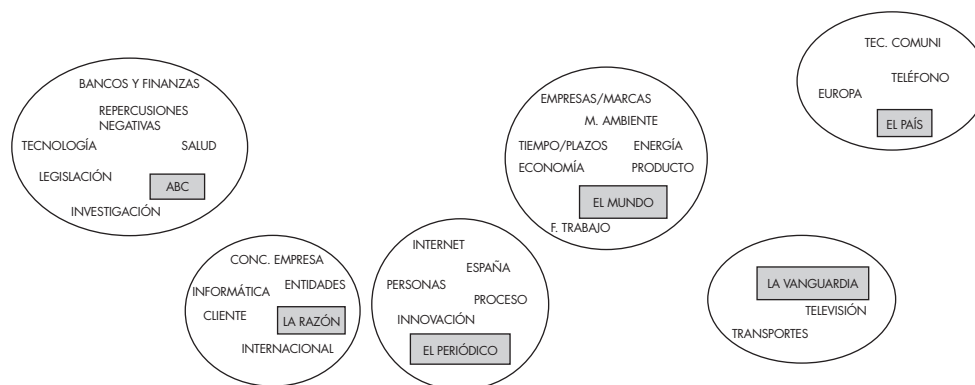 BANCOS Y FINANZAS
REPERCUSIONES
NEGATIVAS
TECNOLOGÍA
SALUD
LEGISLACIÓN
ABC
INVESTIGACIÓN
CONC. EMPRESA
INFORMÁTICA
ENTIDADES
CLIENTE
LA RAZÓN
INTERNACIONAL
INTERNET
ESPAÑA
PERSONAS
PROCESO
INNOVACIÓN
EL PERIÓDICO
EMPRESAS/MARCAS
M. AMBIENTE
TIEMPO/PLAZOS
ENERGÍA
ECONOMÍA
PRODUCTO
EL MUNDO
F. TRABAJO
TEC. COMUNI
TELÉFONO
EUROPA
EL PAÍS
LA VANGUARDIA
TELEVISIÓN
TRANSPORTES